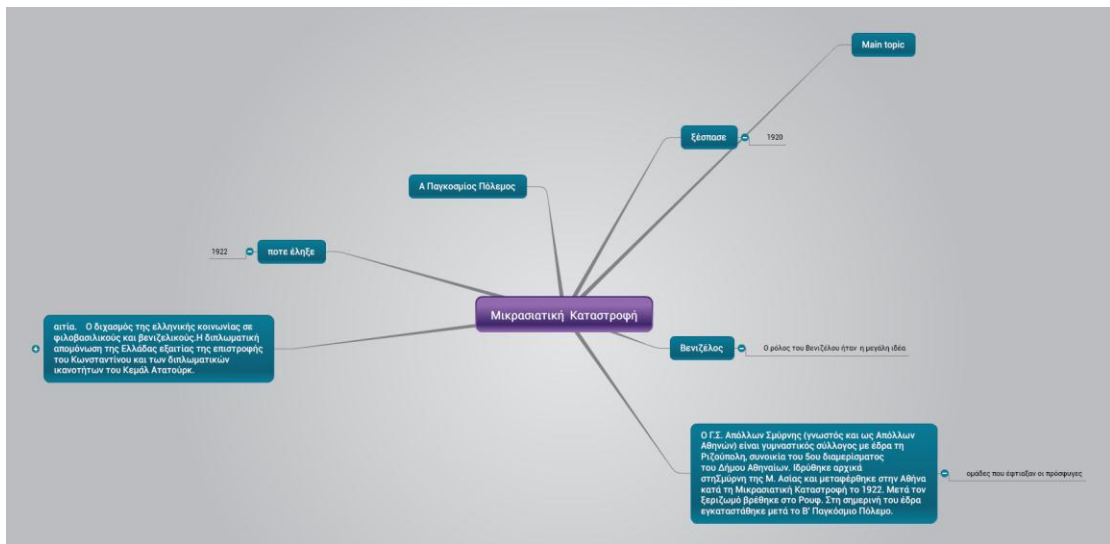 Main topic
ξέσπασε
1920
Α Παγκοσμίος Πόλεμος
1922
ποτε έληξε
Μικρασιατική Καταστροφή
αιτία. Ο διχασμός της ελληνικής κοινωνίας σε
φιλοβασιλικούς και βενιζελικούς.Η διπλωματική
απομόνωση της Ελλάδας εξαιτίας της επιστροφής
του Κωνσταντίνου και των διπλωματικών
ικανοτήτων του Κεμάλ Ατατούρκ.
Βενιζέλος
Ο ρόλος του Βενιζέλου ήταν η μεγάλη ιδέα
Ο Γ.Σ. Απόλλων Σμύρνης (γνωστός και ως Απόλλων
Αθηνών) είναι γυμναστικός σύλλογος με έδρα τη
Ριζούπολη, συνοικία του 5ου διαμερίσματος
του Δήμου Αθηναίων. Ιδρύθηκε αρχικά
στηΣμύρνη της Μ. Ασίας και μεταφέρθηκε στην Αθήνα
κατά τη Μικρασιατική Καταστροφή το 1922. Μετά τον
ξεριζωμό βρέθηκε στο Ρουφ. Στη σημερινή του έδρα
εγκαταστάθηκε μετά το Β' Παγκόσμιο Πόλεμο.
ομάδες που έφτιαξαν οι πρόσφυγες